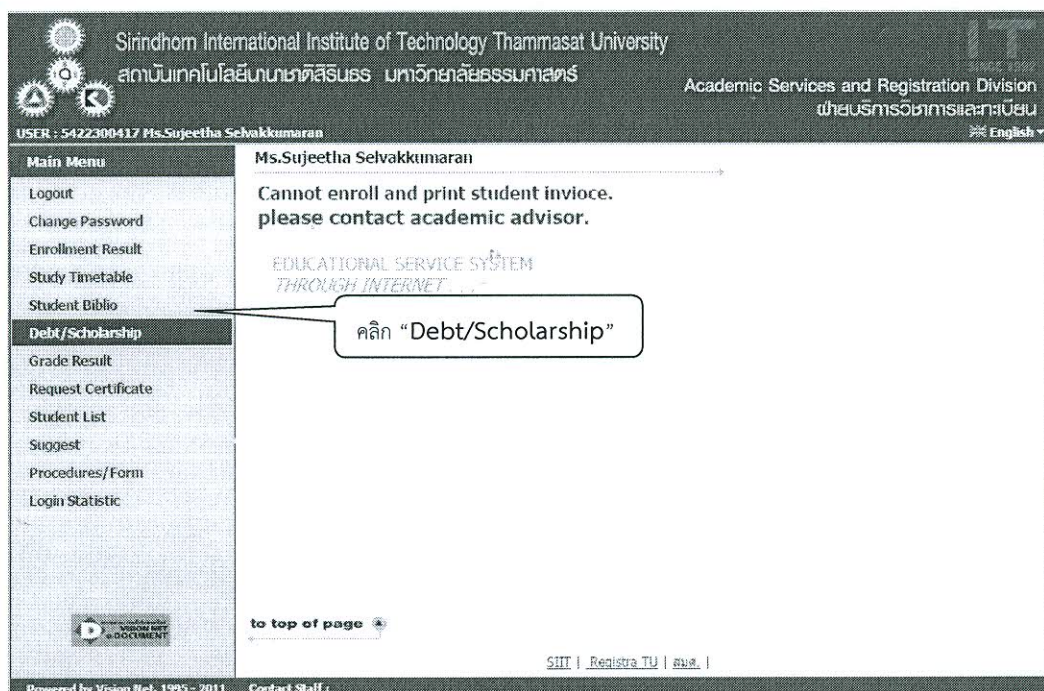 Sirindhorn International Institute of Technology Thammasat University
สถาบันเทคโนโลยีนานาชาติสิรินธร มหาวิทยาลัยธรรมศาสตร์
IT
SINCE 1992
Academic Services and Registration Division
ฝ่ายบริการวิชาการและทะเบียน
USER : 5422300417 Ms.Sujeetha Selvakkumaran
English
Main Menu
Logout
Change Password
Enrollment Result
Study Timetable
Student Biblio
Debt/Scholarship
Grade Result
Request Certificate
Student List
Suggest
Procedures/Form
Login Statistic
VISION NET
e-DOCUMENT
Ms.Sujeetha Selvakkumaran
Cannot enroll and print student invioce.
please contact academic advisor.
EDUCATIONAL SERVICE SYSTEM
THROUGH INTERNET . . .
คลิก “Debt/Scholarship”
to top of page
SIIT | Registra TU | สมศ. |
Powered by Vision Net, 1995 - 2011 Contact Staff :